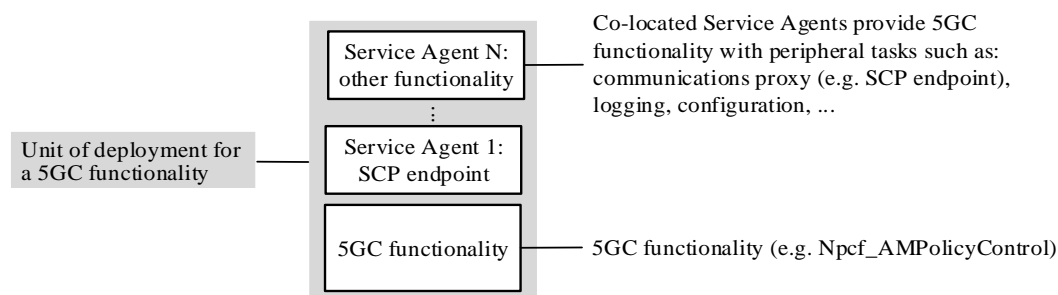 Service Agent N:
other functionality
Co-located Service Agents provide 5GC
functionality with peripheral tasks such as:
communications proxy (e.g. SCP endpoint),
logging, configuration, ...
...
Unit of deployment for
a 5GC functionality
Service Agent 1:
SCP endpoint
5GC functionality
5GC functionality (e.g. Npcf_AMPolicyControl)